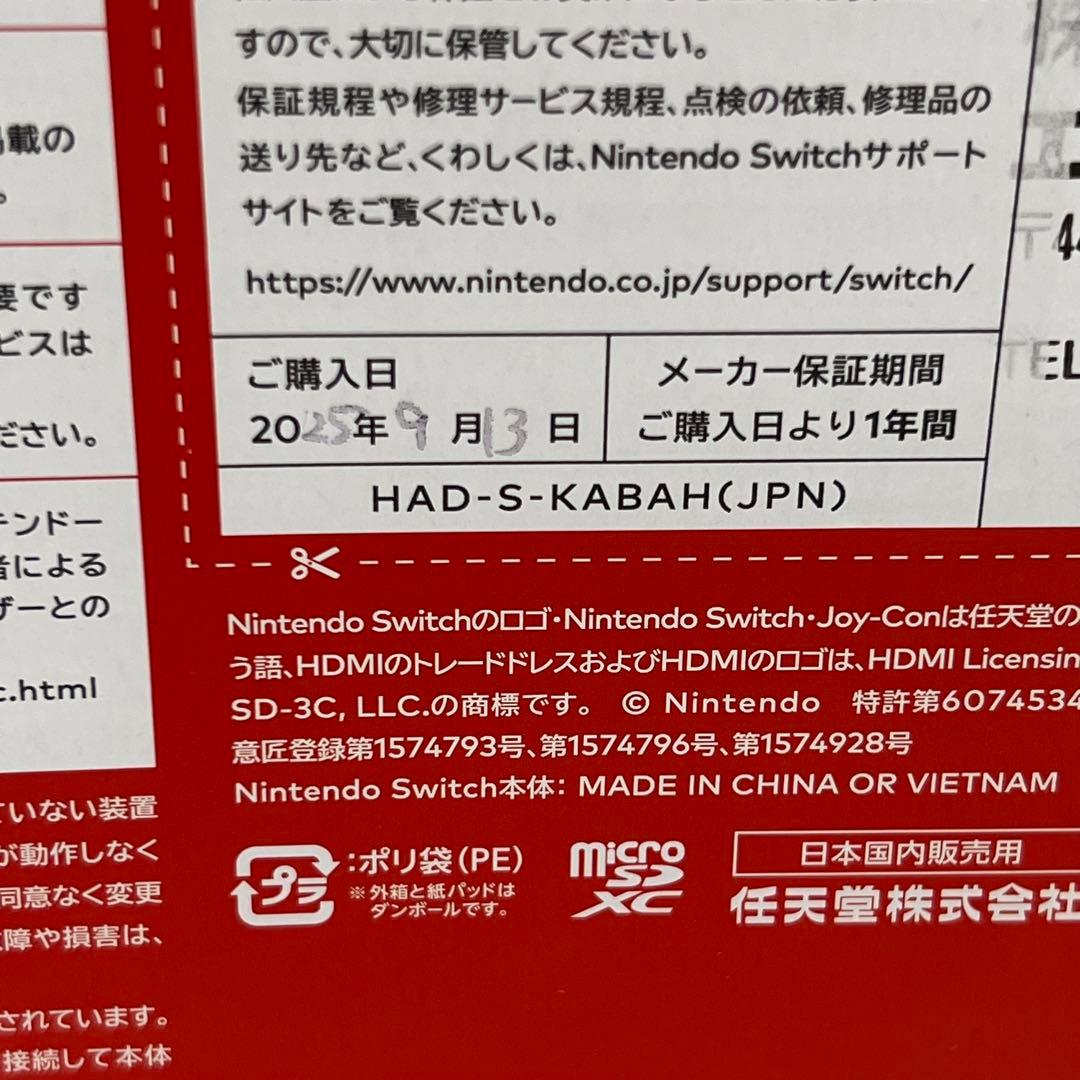 すので、大切に保管してください。
保証規程や修理サービス規程、点検の依頼、修理品の
送り先など、くわしくは、Nintendo Switchサポート
サイトをご覧ください。
https://www.nintendo.co.jp/support/switch/
ご購入日
2025年9月13日
メーカー保証期間
ご購入日より1年間
HAD-S-KABAH(JPN)
載の
。
要です
ビスは
ださい。
テンドー
者による
ザーとの
c.html
ていない装置
が動作しなく
同意なく変更
障や損害は、
されています。
接続して本体
〒44
TEL
Nintendo Switchのロゴ・Nintendo Switch・Joy-Conは任天堂の
う語、HDMIのトレードドレスおよびHDMIのロゴは、HDMI Licensin
SD-3C, LLC.の商標です。 © Nintendo 特許第6074534
意匠登録第1574793号、第1574796号、第1574928号
Nintendo Switch本体： MADE IN CHINA OR VIETNAM
プラ
:ポリ袋(PE)
※外箱と紙パッドは
ダンボールです。
micro
SD
XC
日本国内販売用
任天堂株式会社